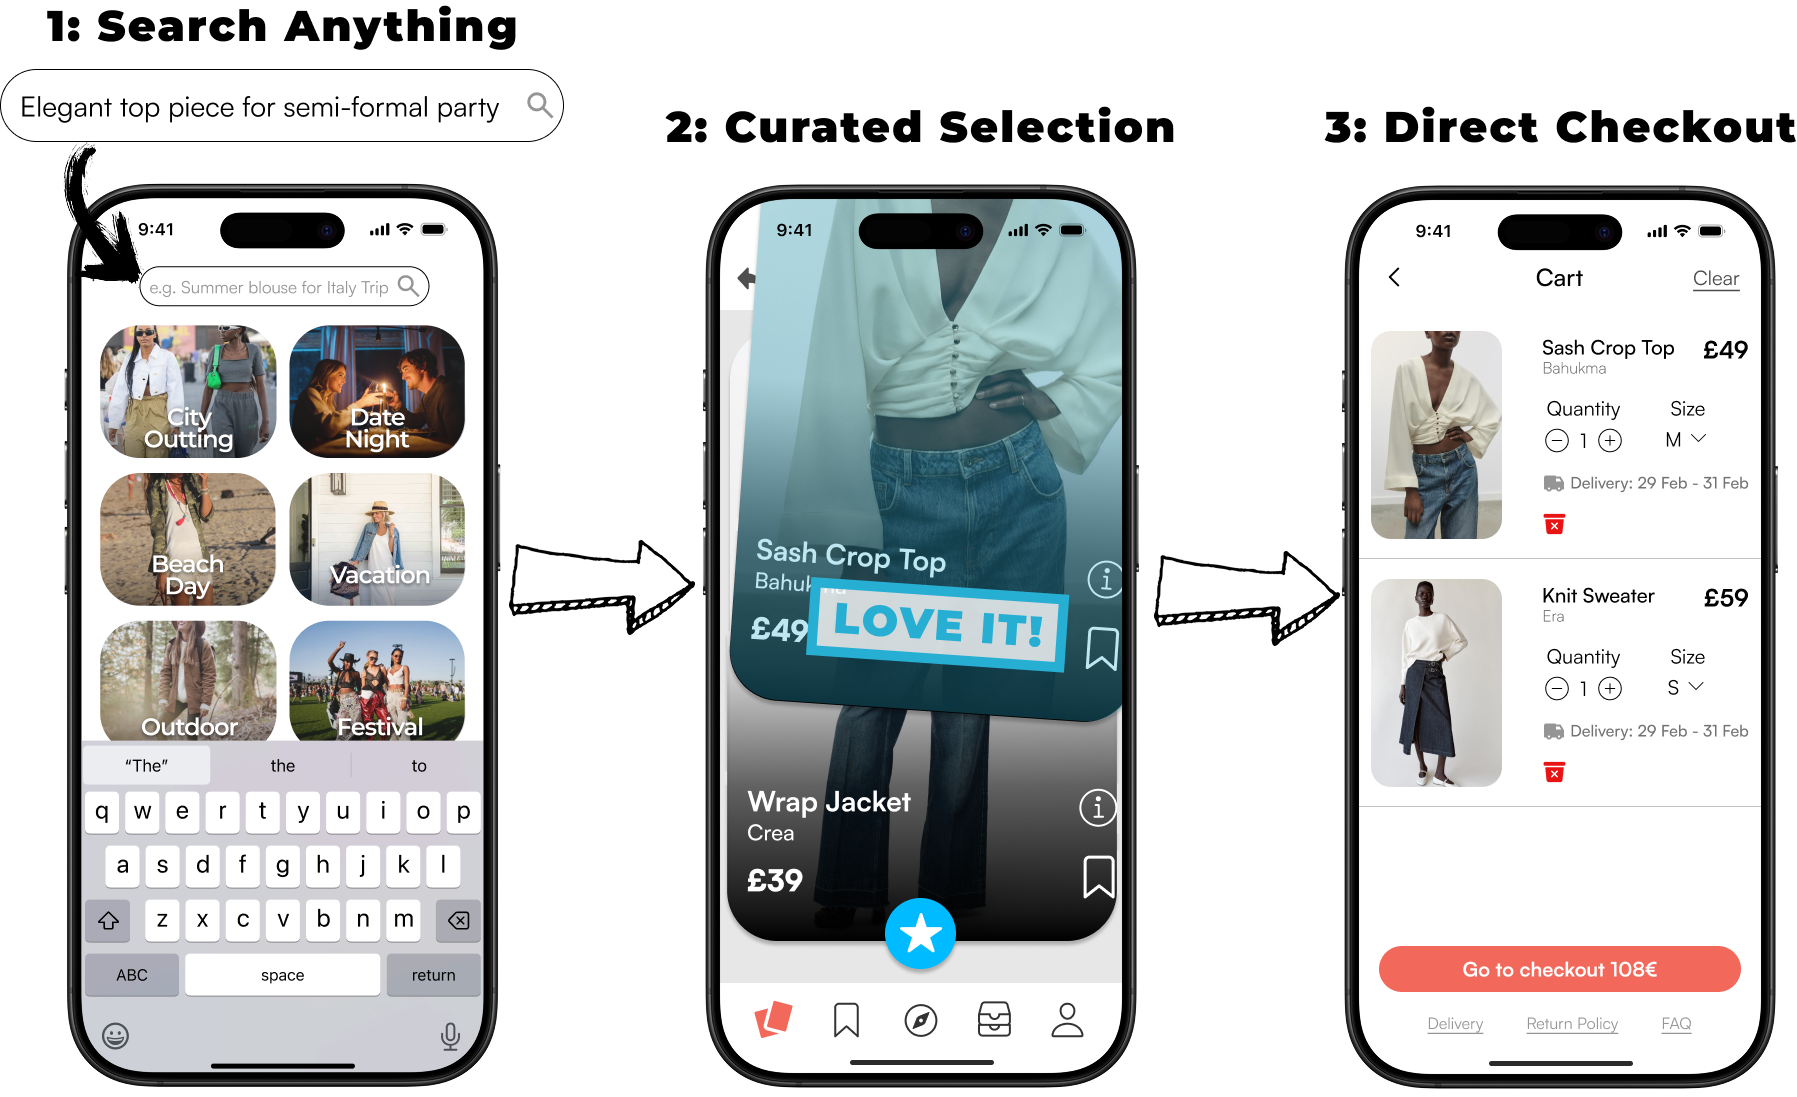 1: Search Anything
Elegant top piece for semi-formal party
9:41
e.g. Summer blouse for Italy Trip
City
Outting
Date
Night
Beach
Day
Vacation
Outdoor
Festival
“The”
the
to
q w e r t y u i o p
a s d f g h j k l
z x c v b n m
ABC
space
return
2: Curated Selection
9:41
Sash Crop Top
£49
LOVE IT!
Wrap Jacket
Crea
£39
3: Direct Checkout
9:41
Cart
Clear
Sash Crop Top £49
Bahukma
Quantity Size
1 M
Delivery: 29 Feb - 31 Feb
Knit Sweater £59
Era
Quantity Size
1 S
Delivery: 29 Feb - 31 Feb
Go to checkout 108€
Delivery
Return Policy
FAQ